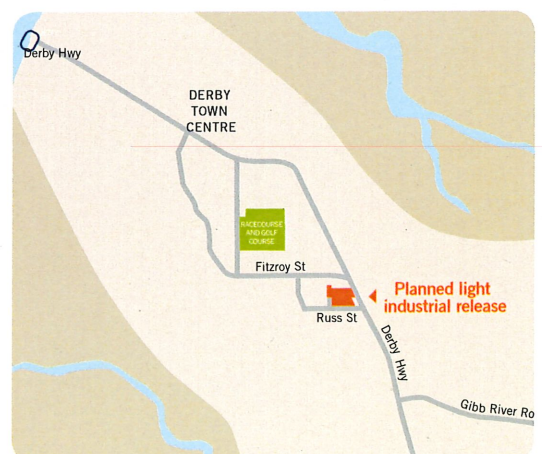 Derby Hwy
DERBY
TOWN
CENTRE
RACECOURSE
AND GOLF
COURSE
Fitzroy St
Planned light
industrial release
Russ St
Derby Hwy
Gibb River Ro